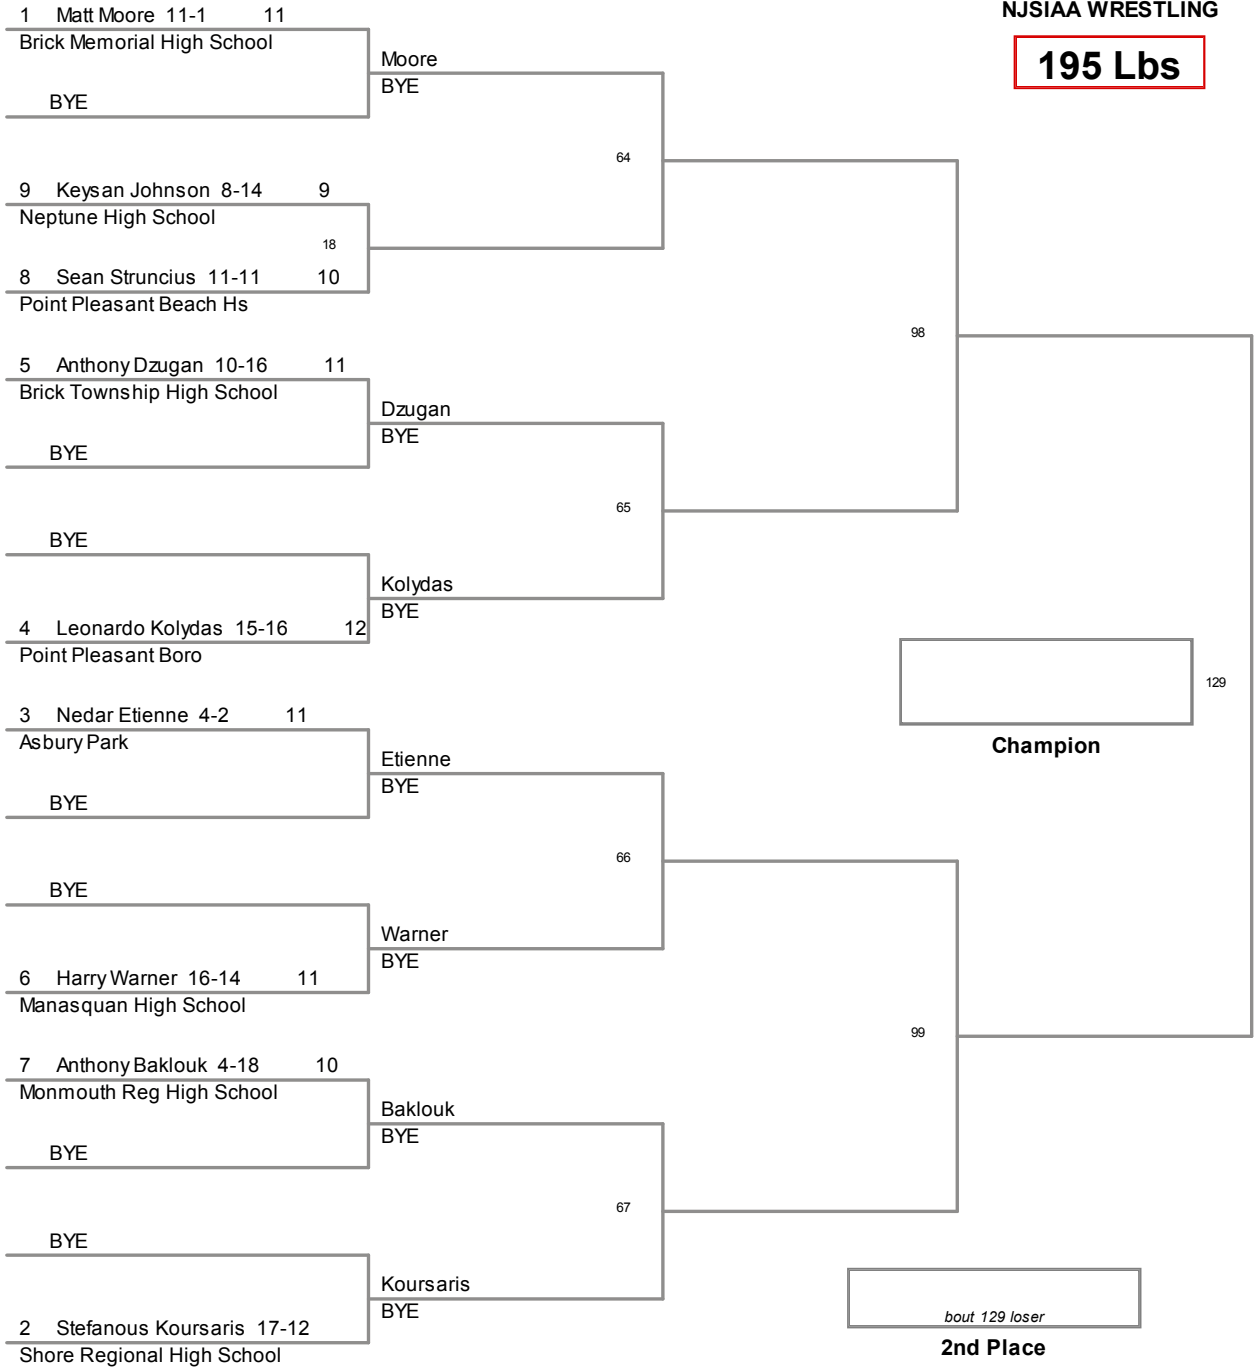 NJSIAA WRESTLING
195 Lbs
1 Matt Moore 11-1 11
Brick Memorial High School
Moore
BYE
BYE
64
9 Keysan Johnson 8-14 9
Neptune High School
18
8 Sean Struncius 11-11 10
Point Pleasant Beach Hs
98
5 Anthony Dzugan 10-16 11
Brick Township High School
Dzugan
BYE
BYE
65
BYE
Kolydas
BYE
4 Leonardo Kolydas 15-16 12
Point Pleasant Boro
129
Champion
3 Nedar Etienne 4-2 11
Asbury Park
Etienne
BYE
BYE
66
BYE
Warner
BYE
6 Harry Warner 16-14 11
Manasquan High School
99
7 Anthony Baklouk 4-18 10
Monmouth Reg High School
Baklouk
BYE
BYE
67
BYE
Koursaris
BYE
2 Stefanous Koursaris 17-12
Shore Regional High School
bout 129 loser
2nd Place